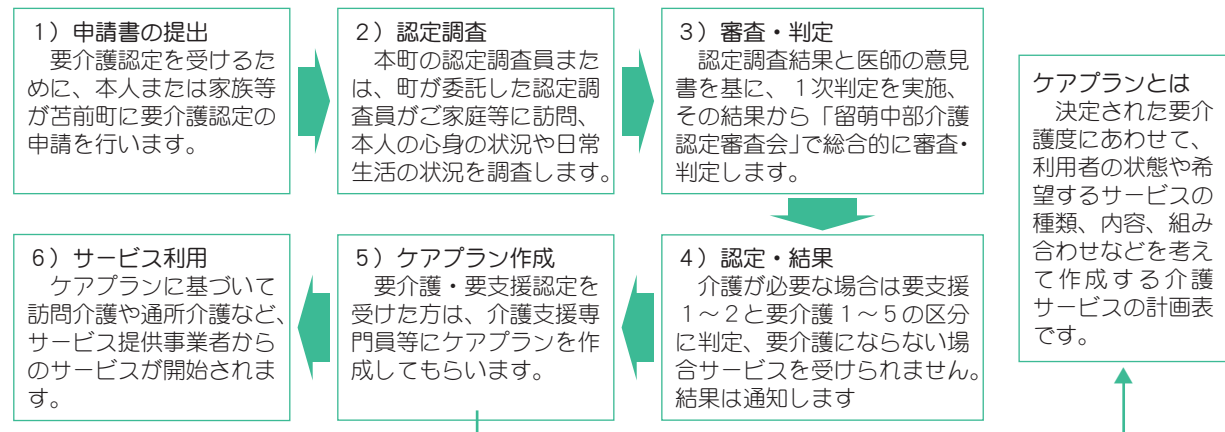 1)申請書の提出
　要介護認定を受けるた
めに、本人または家族等
が苫前町に要介護認定の
申請を行います。
2)認定調査
　本町の認定調査員また
は、町が委託した認定調
査員がご家庭等に訪問、
本人の心身の状況や日常
生活の状況を調査します。
3)審査・判定
　認定調査結果と医師の意見
書を基に、1次判定を実施、
その結果から「留萌中部介護
認定審査会」で総合的に審査・
判定します。
4)認定・結果
　介護が必要な場合は要支援
1～2と要介護1～5の区分
に判定、要介護にならない場
合サービスを受けられません。
結果は通知します
5)ケアプラン作成
　要介護・要支援認定を
受けた方は、介護支援専
門員等にケアプランを作
成してもらいます。
6)サービス利用
　ケアプランに基づいて
訪問介護や通所介護など、
サービス提供事業者から
のサービスが開始されま
す。
ケアプランとは
　決定された要介
護度にあわせて、
利用者の状態や希
望するサービスの
種類、内容、組み
合わせなどを考え
て作成する介護
サービスの計画表
です。